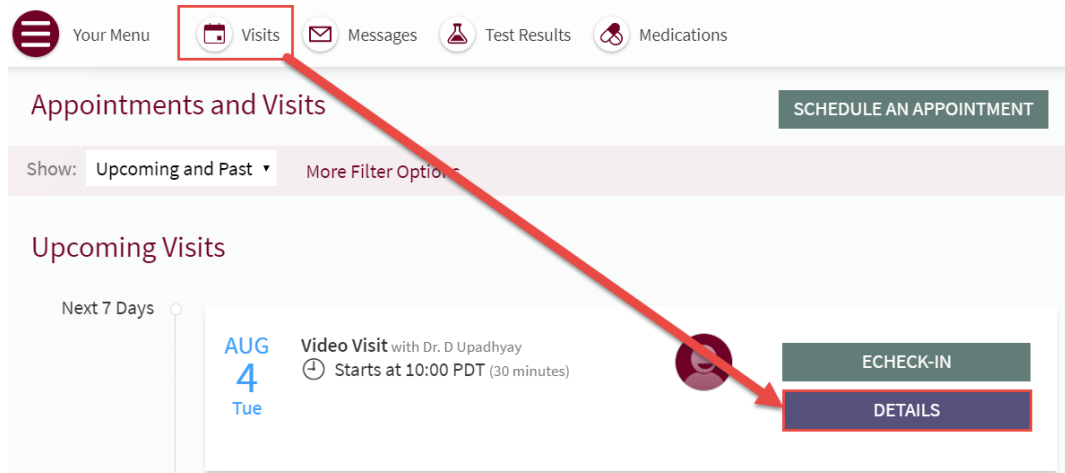 Your Menu Visits Messages Test Results Medications
Appointments and Visits
SCHEDULE AN APPOINTMENT
Show: Upcoming and Past More Filter Options
Upcoming Visits
Next 7 Days
AUG
4
Tue
Video Visit with Dr. D Upadhyay
Starts at 10:00 PDT (30 minutes)
ECHECK-IN
DETAILS